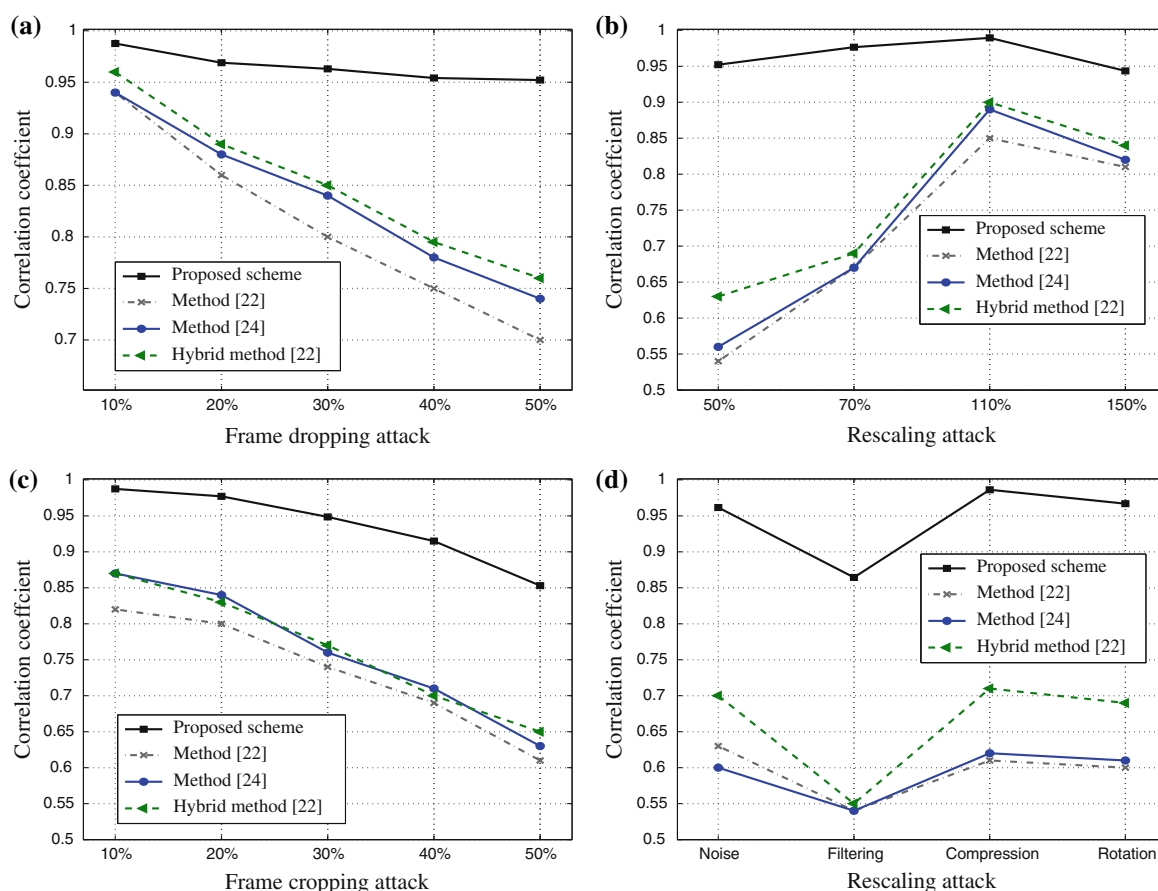 (a)
1
0.95
0.9
0.85
0.8
0.75
0.7
Correlation coeffcient
Proposed scheme
Method [22]
Method [24]
Hybrid method [22]
10% 20% 30% 40% 50%
Frame dropping attack
(b)
1
0.95
0.9
0.85
0.8
0.75
0.7
0.65
0.6
0.55
0.5
Correlation coeffcient
Proposed scheme
Method [22]
Method [24]
Hybrid method [22]
50% 70% 110% 150%
Rescaling attack
(c)
1
0.95
0.9
0.85
0.8
0.75
0.7
0.65
0.6
0.55
0.5
Correlation coeffcient
Proposed scheme
Method [22]
Method [24]
Hybrid method [22]
10% 20% 30% 40% 50%
Frame cropping attack
(d)
1
0.95
0.9
0.85
0.8
0.75
0.7
0.65
0.6
0.55
0.5
Correlation coeffcient
Proposed scheme
Method [22]
Method [24]
Hybrid method [22]
Noise Filtering Compression Rotation
Rescaling attack